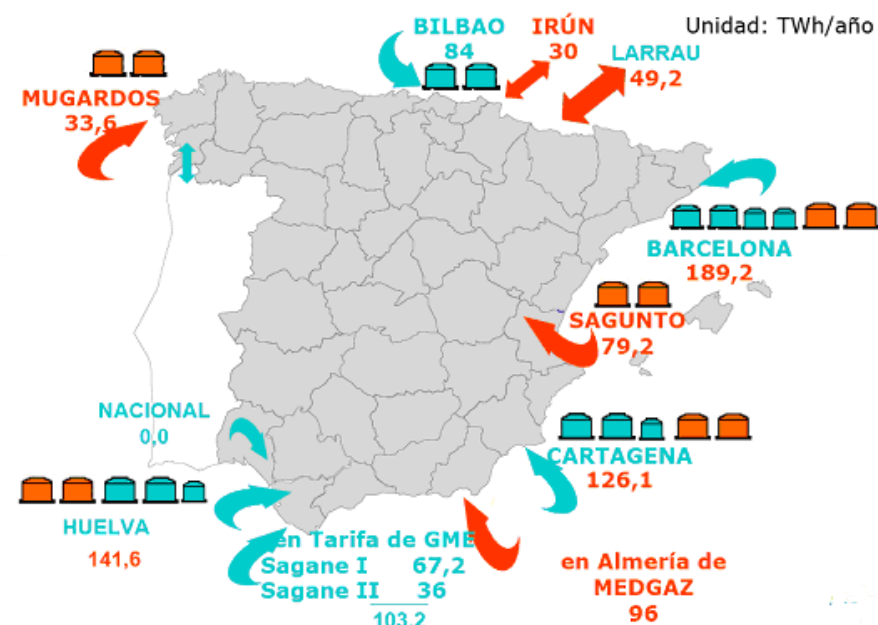 Unidad: TWh/año
BILBAO
84
IRÚN
30
LARRAU
49,2
MUGARDOS
33,6
BARCELONA
189,2
SAGUNTO
79,2
NACIONAL
0,0
CARTAGENA
126,1
HUELVA
141,6
en Tarifa de GME
Sagane I 67,2
Sagane II 36
103,2
en Almería de
MEDGAZ
96